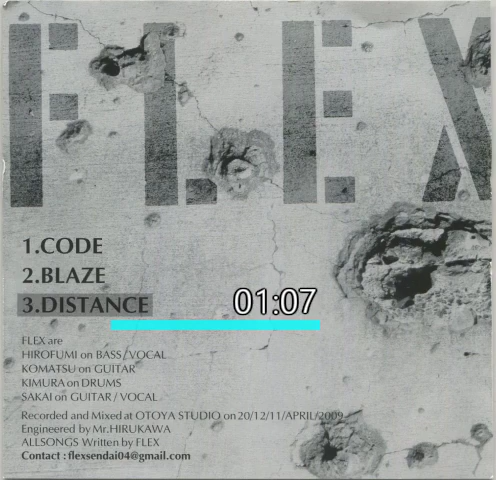 FLEX
1.CODE
2.BLAZE
3.DISTANCE
01:07
FLEX are
HIROFUMI on BASS/VOCAL
KOMATSU on GUITAR
KIMURA on DRUMS
SAKAI on GUITAR / VOCAL
Recorded and Mixed at OTOYA STUDIO on 20/12/11/APRIL/2009
Engineered by Mr.HIRUKAWA
ALLSONGS Written by FLEX
Contact : flexsendai04@gmail.com